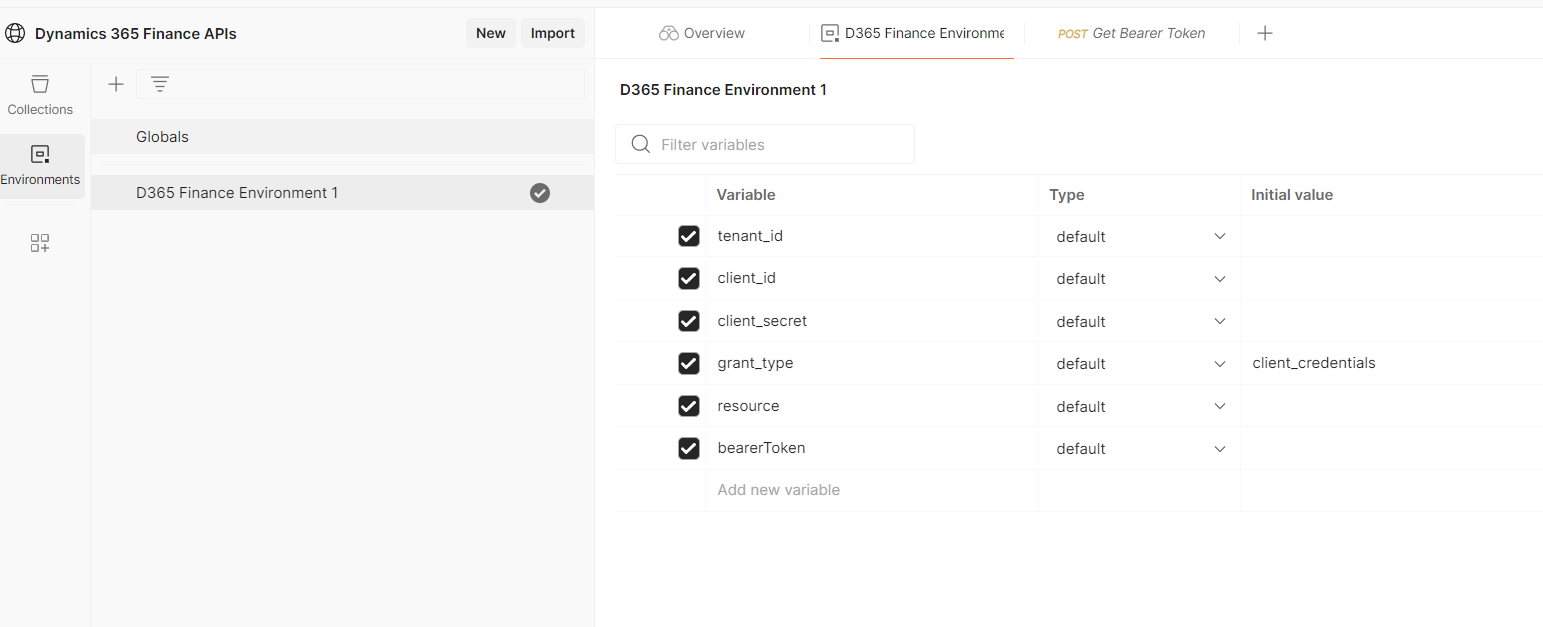 Dynamics 365 Finance APIs
New
Import
Overview
D365 Finance Environme
POST Get Bearer Token
Collections
Environments
Globals
D365 Finance Environment 1
D365 Finance Environment 1
Filter variables
Variable Type Initial value
tenant_id default
client_id default
client_secret default
grant_type default client_credentials
resource default
bearerToken default
Add new variable